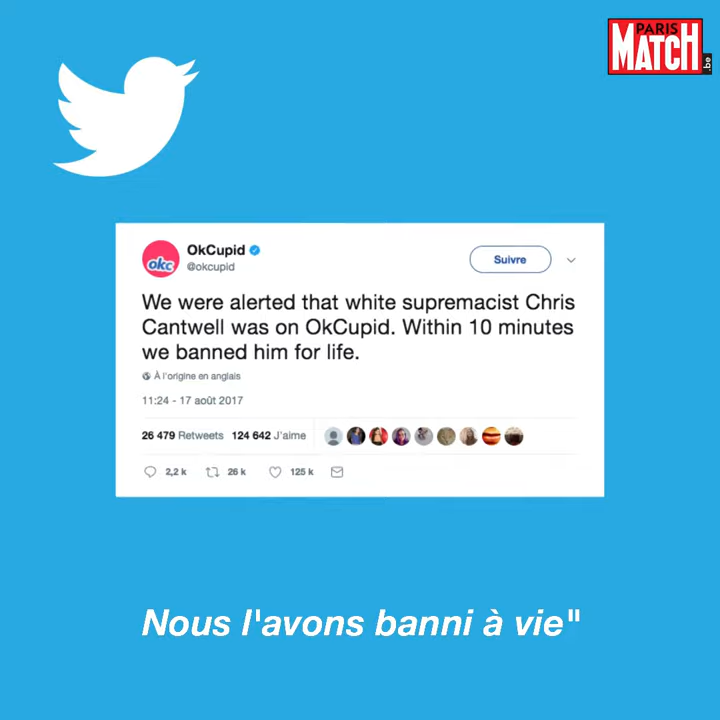 PARIS
MATCH
.be
OkCupid
@okcupid
Suivre
okc
We were alerted that white supremacist Chris
Cantwell was on OkCupid. Within 10 minutes
we banned him for life.
À l'origine en anglais
11:24 - 17 août 2017
26 479 Retweets 124 642 J'aime
2,2 k 26 k 125 k
Nous l'avons banni à vie"